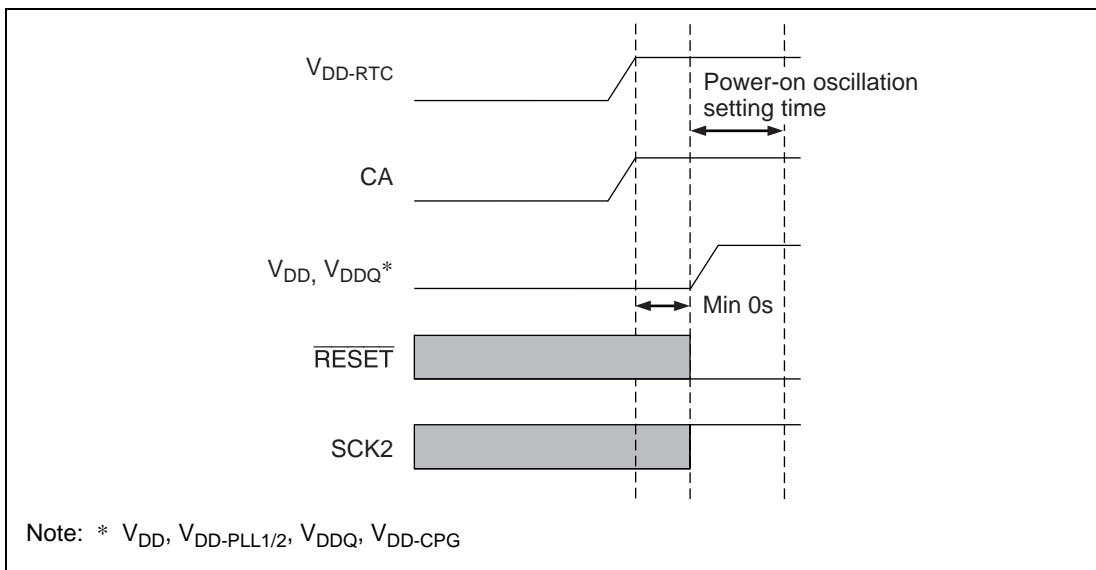 VDD-RTC
Power-on oscillation
setting time
CA
VDD, VDDQ*
Min 0s
RESET
SCK2
Note: * VDD, VDD-PLL1/2, VDDQ, VDD-CPG